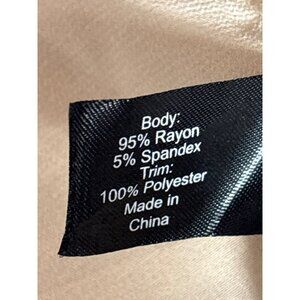 Body:
95% Rayon
5% Spandex
Trim:
100% Polyester
Made in
China